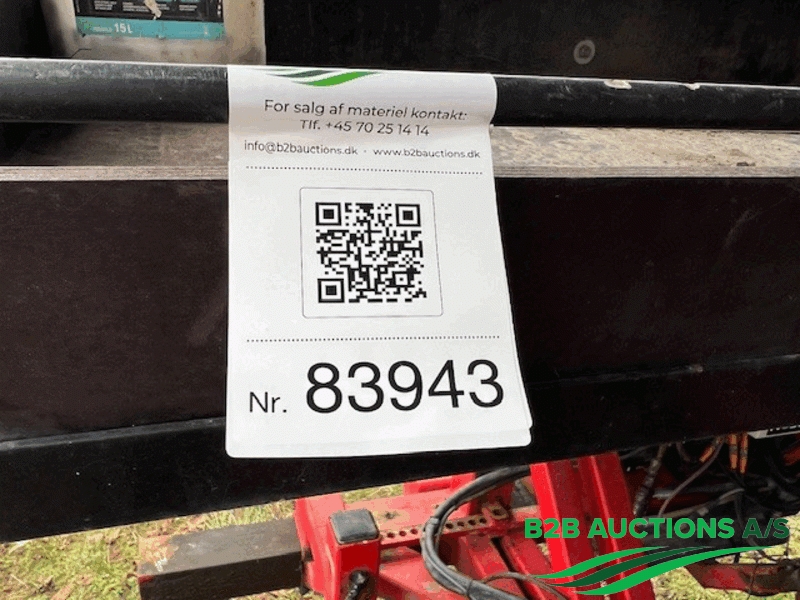 15 L
For salg af materiel kontakt:
Tlf. +45 70 25 14 14
info@b2bauctions.dk · www.b2bauctions.dk
Nr. 83943
B2B AUCTIONS A/S